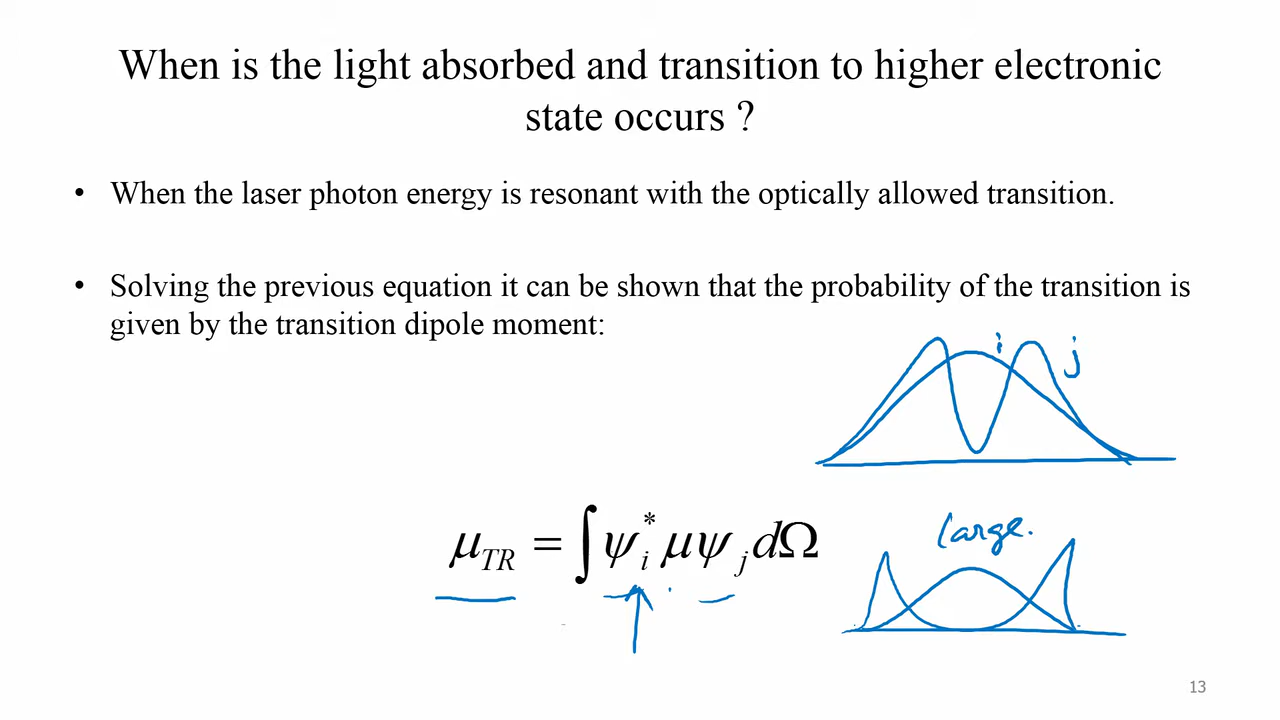 When is the light absorbed and transition to higher electronic
state occurs ?
• When the laser photon energy is resonant with the optically allowed transition.
• Solving the previous equation it can be shown that the probability of the transition is
given by the transition dipole moment:
i j
μ_TR = ∫ψ_i^* μψ_j dΩ
large.
13